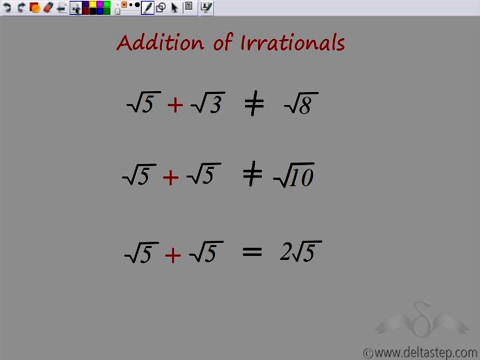 Addition of Irrationals
√5 + √3 ≠ √8
√5 + √5 ≠ √10
√5 + √5 = 2√5
©www.deltastep.com